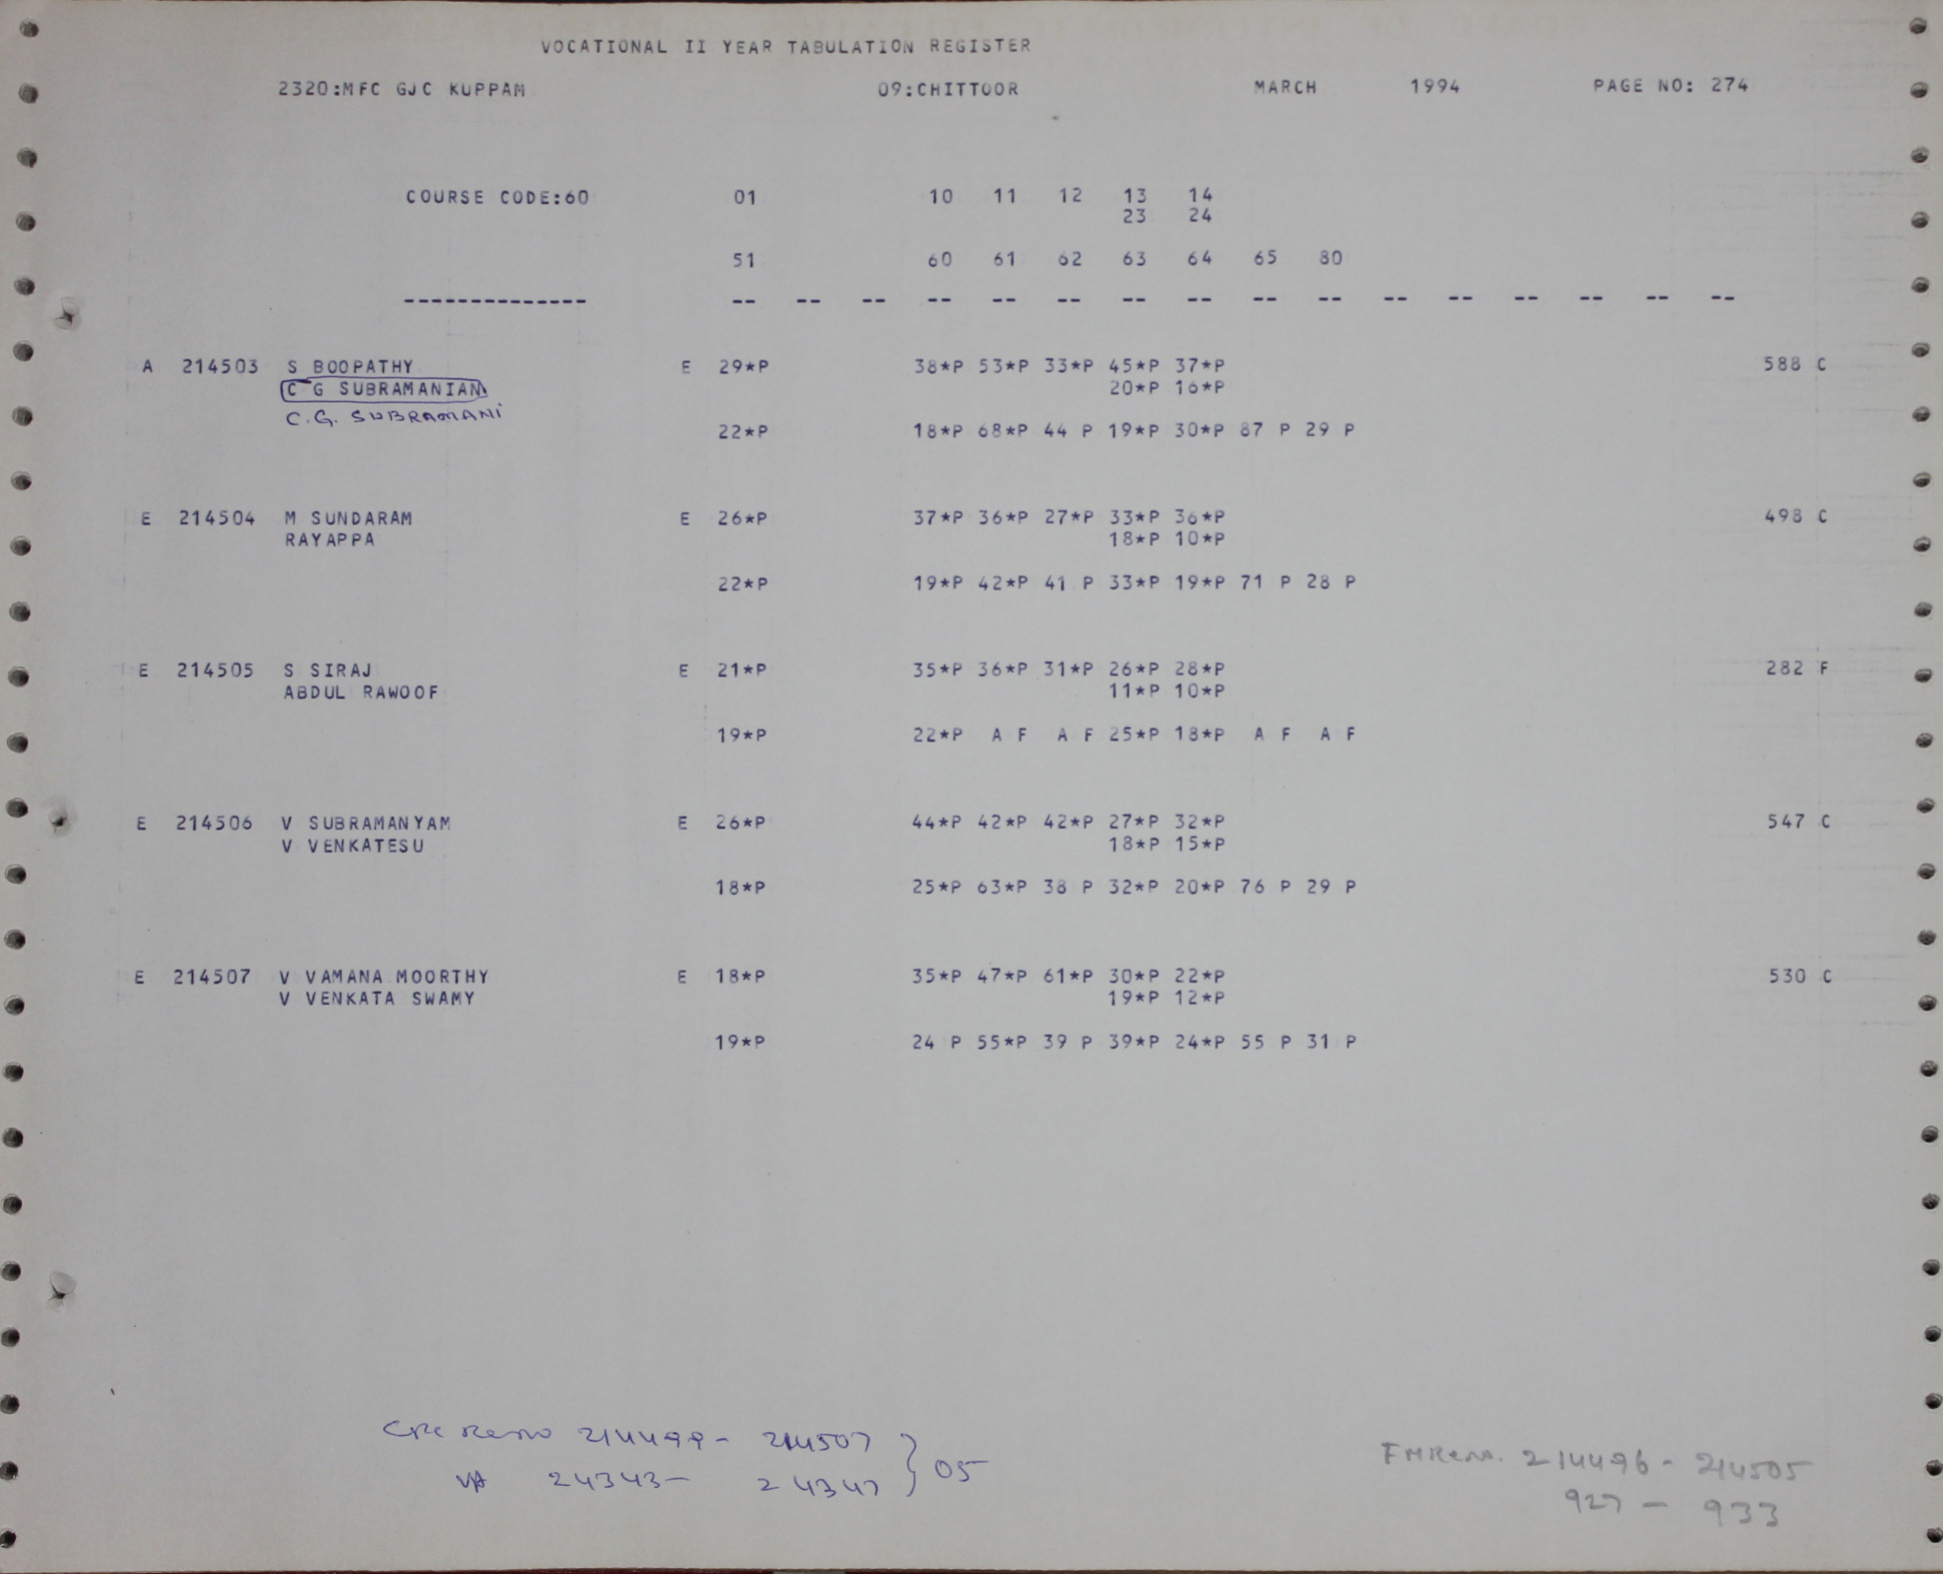 VOCATIONAL II YEAR TABULATION REGISTER
2320:MFC GJC KUPPAM 09:CHITTOOR MARCH 1994 PAGE NO: 274
COURSE CODE:60 01 10 11 12 13 14
23 24
51 60 61 62 63 64 65 80
-------------- -- -- -- -- -- -- -- -- -- -- -- -- -- -- -- --
A 214503 S BOOPATHY E 29*P 38*P 53*P 33*P 45*P 37*P 588 C
C G SUBRAMANIAN 20*P 16*P
C.G. SUBRAMANI
22*P 18*P 68*P 44 P 19*P 30*P 87 P 29 P
E 214504 M SUNDARAM E 26*P 37*P 36*P 27*P 33*P 36*P 498 C
RAYAPPA 18*P 10*P
22*P 19*P 42*P 41 P 33*P 19*P 71 P 28 P
E 214505 S SIRAJ E 21*P 35*P 36*P 31*P 26*P 28*P 282 F
ABDUL RAWOOF 11*P 10*P
19*P 22*P A F A F 25*P 18*P A F A F
E 214506 V SUBRAMANYAM E 26*P 44*P 42*P 42*P 27*P 32*P 547 C
V VENKATESU 18*P 15*P
18*P 25*P 63*P 38 P 32*P 20*P 76 P 29 P
E 214507 V VAMANA MOORTHY E 18*P 35*P 47*P 61*P 30*P 22*P 530 C
V VENKATA SWAMY 19*P 12*P
19*P 24 P 55*P 39 P 39*P 24*P 55 P 31 P
214499- 214507
24343- 24347 } 05
214496- 214505
927 - 933